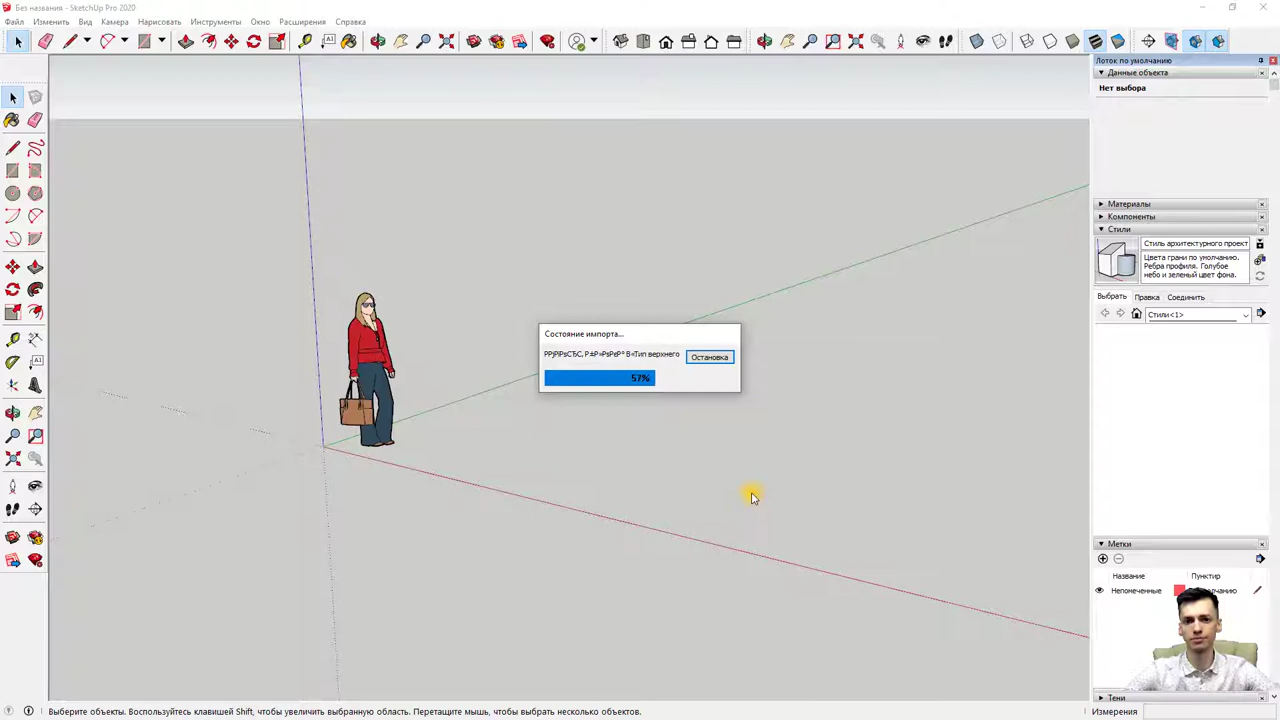 Без названия - SketchUp Pro 2020
Файл Изменить Вид Камера Нарисовать Инструменты Окно Расширения Справка
Лоток по умолчанию
Данные объекта
Нет выбора
Материалы
Компоненты
Стили
Стиль архитектурного проект
Цвета грани по умолчанию.
Ребра профиля. Голубое
небо и зеленый цвет фона.
Выбрать Правка Соединить
Стили<1>
Состояние импорта...
В«Тип верхнего
Остановка
57%
Метки
Название Пунктир
Непомеченные
Тени
Выберите объекты. Воспользуйтесь клавишей Shift, чтобы увеличить выбранную область. Перетащите мышь, чтобы выбрать несколько объектов.
Измерения